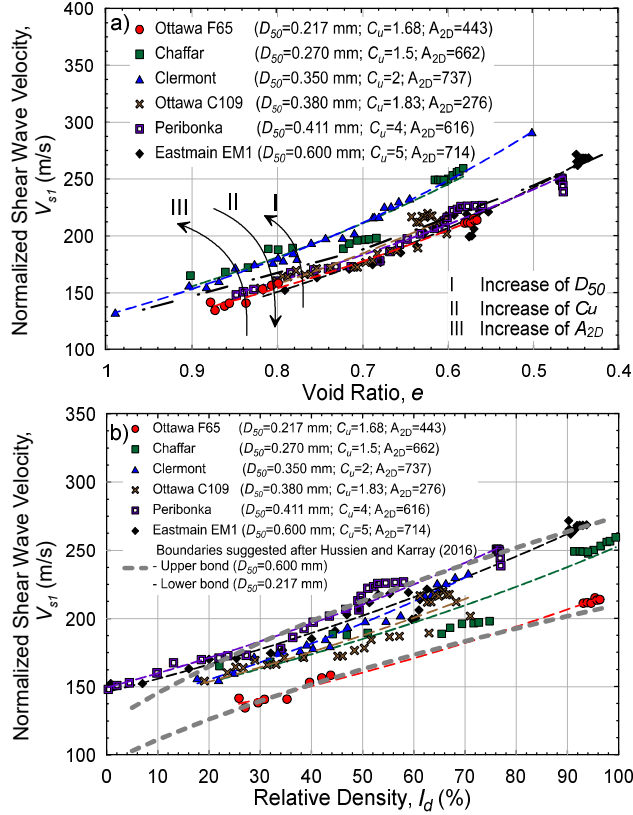 a)
Ottawa F65 (D50=0.217 mm; Cu=1.68; A2D=443)
Chaffar (D50=0.270 mm; Cu=1.5; A2D=662)
Clermont (D50=0.350 mm; Cu=2; A2D=737)
Ottawa C109 (D50=0.380 mm; Cu=1.83; A2D=276)
Peribonka (D50=0.411 mm; Cu=4; A2D=616)
Eastmain EM1 (D50=0.600 mm; Cu=5; A2D=714)
Normalized Shear Wave Velocity,
Vs1 (m/s)
400
350
300
250
200
150
100
III
II
I
I Increase of D50
II Increase of Cu
III Increase of A2D
1 0.9 0.8 0.7 0.6 0.5 0.4
Void Ratio, e
b)
Ottawa F65 (D50=0.217 mm; Cu=1.68; A2D=443)
Chaffar (D50=0.270 mm; Cu=1.5; A2D=662)
Clermont (D50=0.350 mm; Cu=2; A2D=737)
Ottawa C109 (D50=0.380 mm; Cu=1.83; A2D=276)
Peribonka (D50=0.411 mm; Cu=4; A2D=616)
Eastmain EM1 (D50=0.600 mm; Cu=5; A2D=714)
Boundaries suggested after Hussien and Karray (2016)
- Upper bond (D50=0.600 mm)
- Lower bond (D50=0.217 mm)
Normalized Shear Wave Velocity,
Vs1 (m/s)
350
300
250
200
150
100
0 10 20 30 40 50 60 70 80 90 100
Relative Density, Id (%)